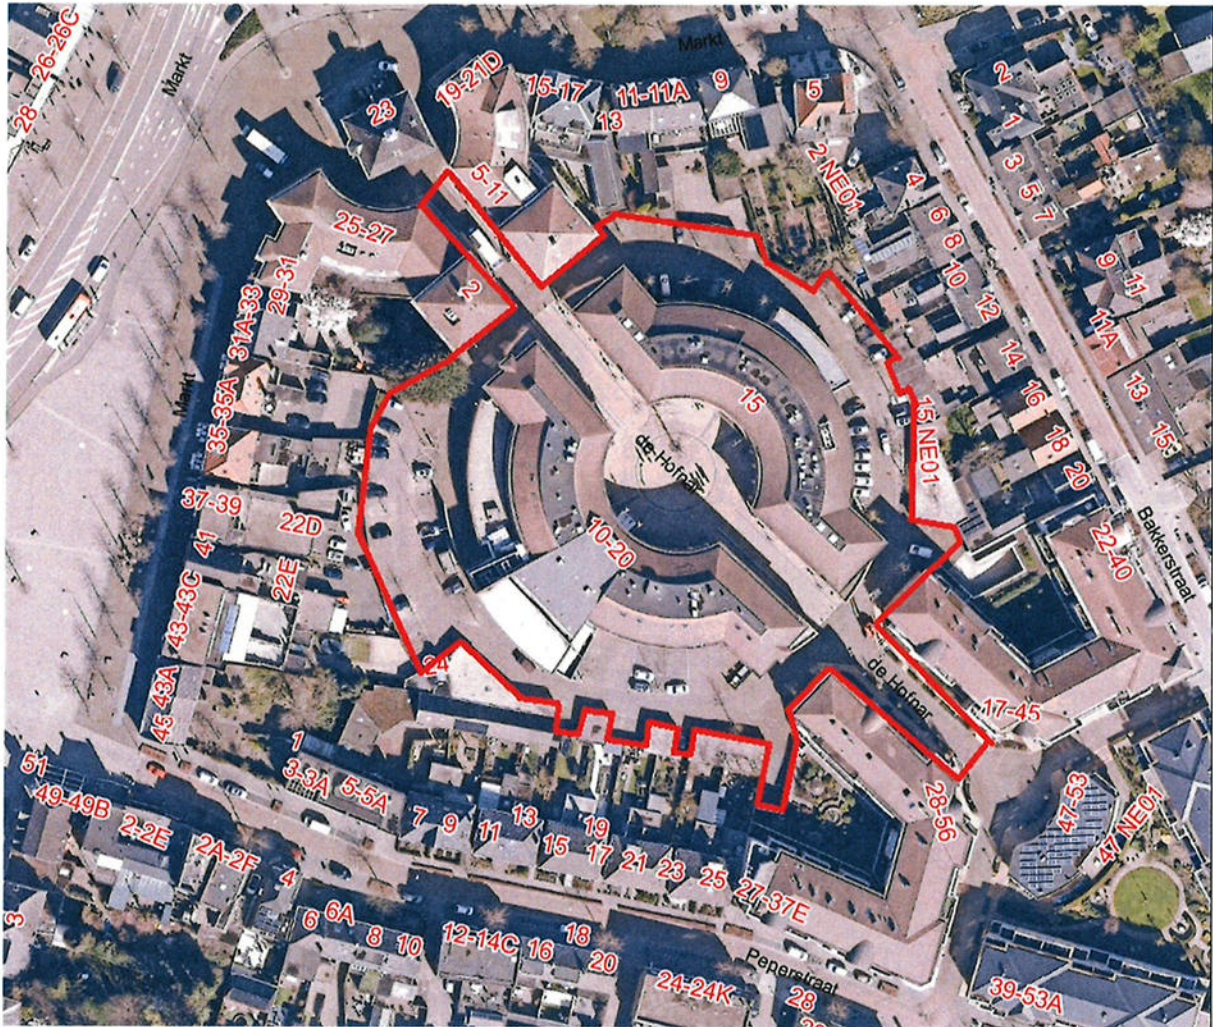 26-26C
28
Markt
23
19-21D
15-17
13
11-11A
9
Markt
5
2
1
3
5
7
2 NE01
4
6
8
10
12
9
11
11A
13
15
14
16
18
20
5-11
25-27
2
29-31
31A-33
Markt
35-35A
37-39
22D
41
22E
43-43C
43A
45
24
15
de Hofnar
10-20
15 NE01
Bakkerstraat
22-40
de Hofnar
17-45
28-56
47-53
47 NE01
51
49-49B
2-2E
2A-2F
4
1
3-3A
5-5A
7
9
11
13
15
19
17
21
23
25
27-37E
3
6
6A
8
10
12-14C
16
18
20
24-24K
Peperstraat
28
39-53A